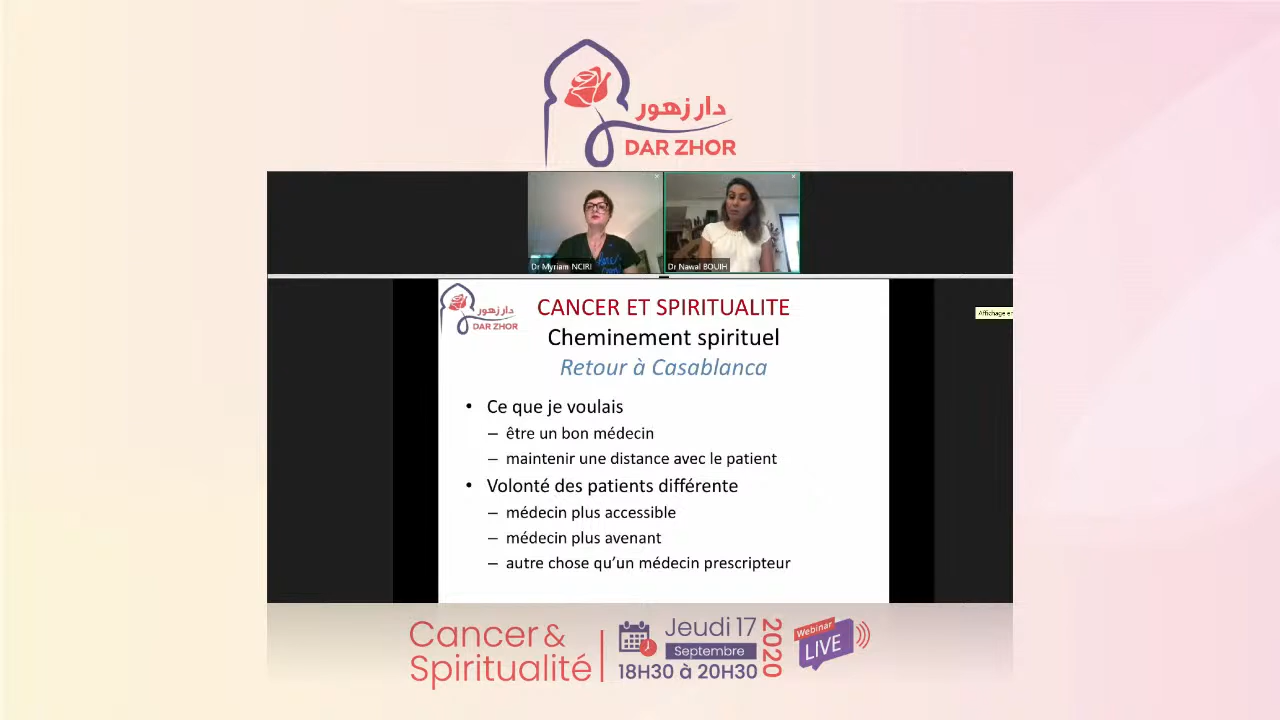 دار زهور
DAR ZHOR
Dr Myriam NCIRI
Dr Nawal BOUIH
دار زهور
DAR ZHOR
CANCER ET SPIRITUALITE
Cheminement spirituel
Retour à Casablanca
Affichage en
• Ce que je voulais
– être un bon médecin
– maintenir une distance avec le patient
• Volonté des patients différente
– médecin plus accessible
– médecin plus avenant
– autre chose qu’un médecin prescripteur
Cancer &
Spiritualité
Jeudi 17
Septembre
2020
18H30 à 20H30
Webinar
LIVE